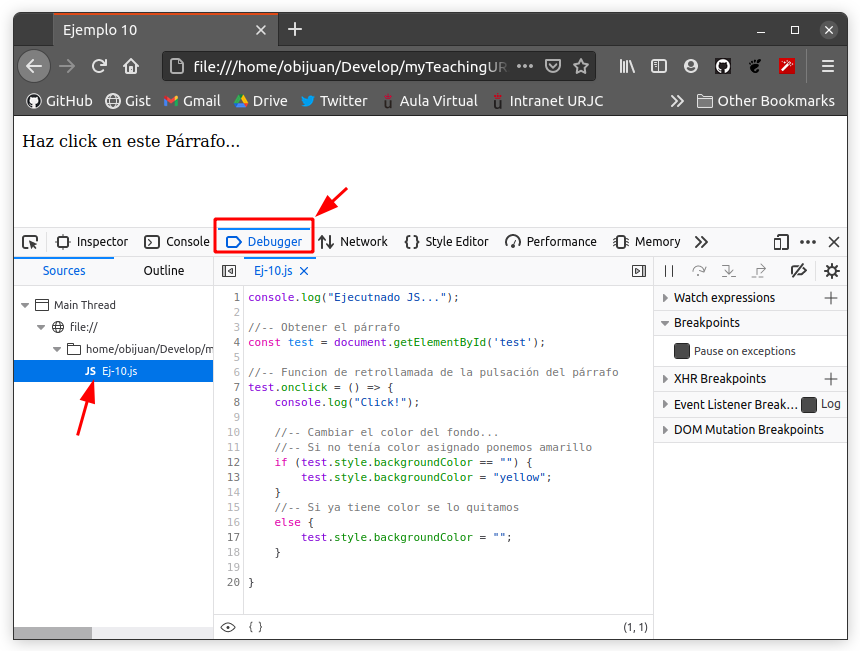 Ejemplo 10
file:///home/obijuan/Develop/myTeachingUR
GitHub Gist Gmail Drive Twitter Aula Virtual Intranet URJC Other Bookmarks
Haz click en este Párrafo...
Inspector Console Debugger Network {} Style Editor Performance Memory
Sources Outline Ej-10.js
Main Thread
file://
home/obijuan/Develop/m
JS Ej-10.js
1 console.log("Ejecutnado JS...");
2
3 //-- Obtener el párrafo
4 const test = document.getElementById('test');
5
6 //-- Funcion de retrollamada de la pulsación del párrafo
7 test.onclick = () => {
8 console.log("Click!");
9
10 //-- Cambiar el color del fondo...
11 //-- Si no tenía color asignado ponemos amarillo
12 if (test.style.backgroundColor == "") {
13 test.style.backgroundColor = "yellow";
14 }
15 //-- Si ya tiene color se lo quitamos
16 else {
17 test.style.backgroundColor = "";
18 }
19
20 }
{ } (1, 1)
Watch expressions
Breakpoints
Pause on exceptions
XHR Breakpoints
Event Listener Break... Log
DOM Mutation Breakpoints